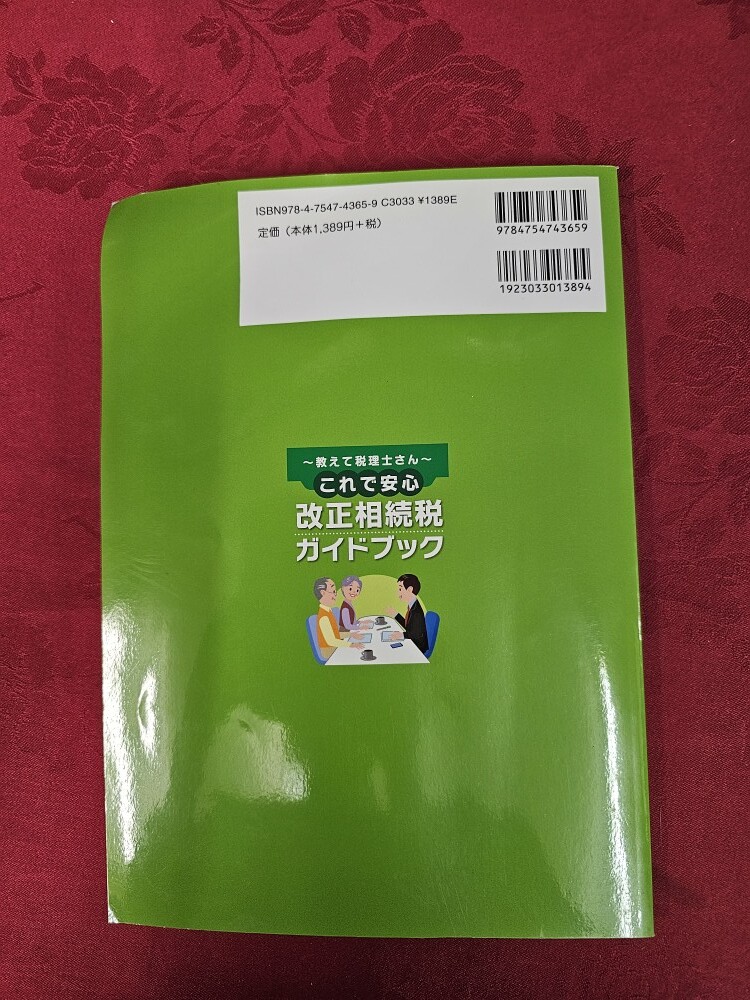 ISBN978-4-7547-4365-9 C3033 ¥1389E
定価（本体1,389円＋税）
9784754743659
1923033013894
～教えて税理士さん～
これで安心
改正相続税
ガイドブック